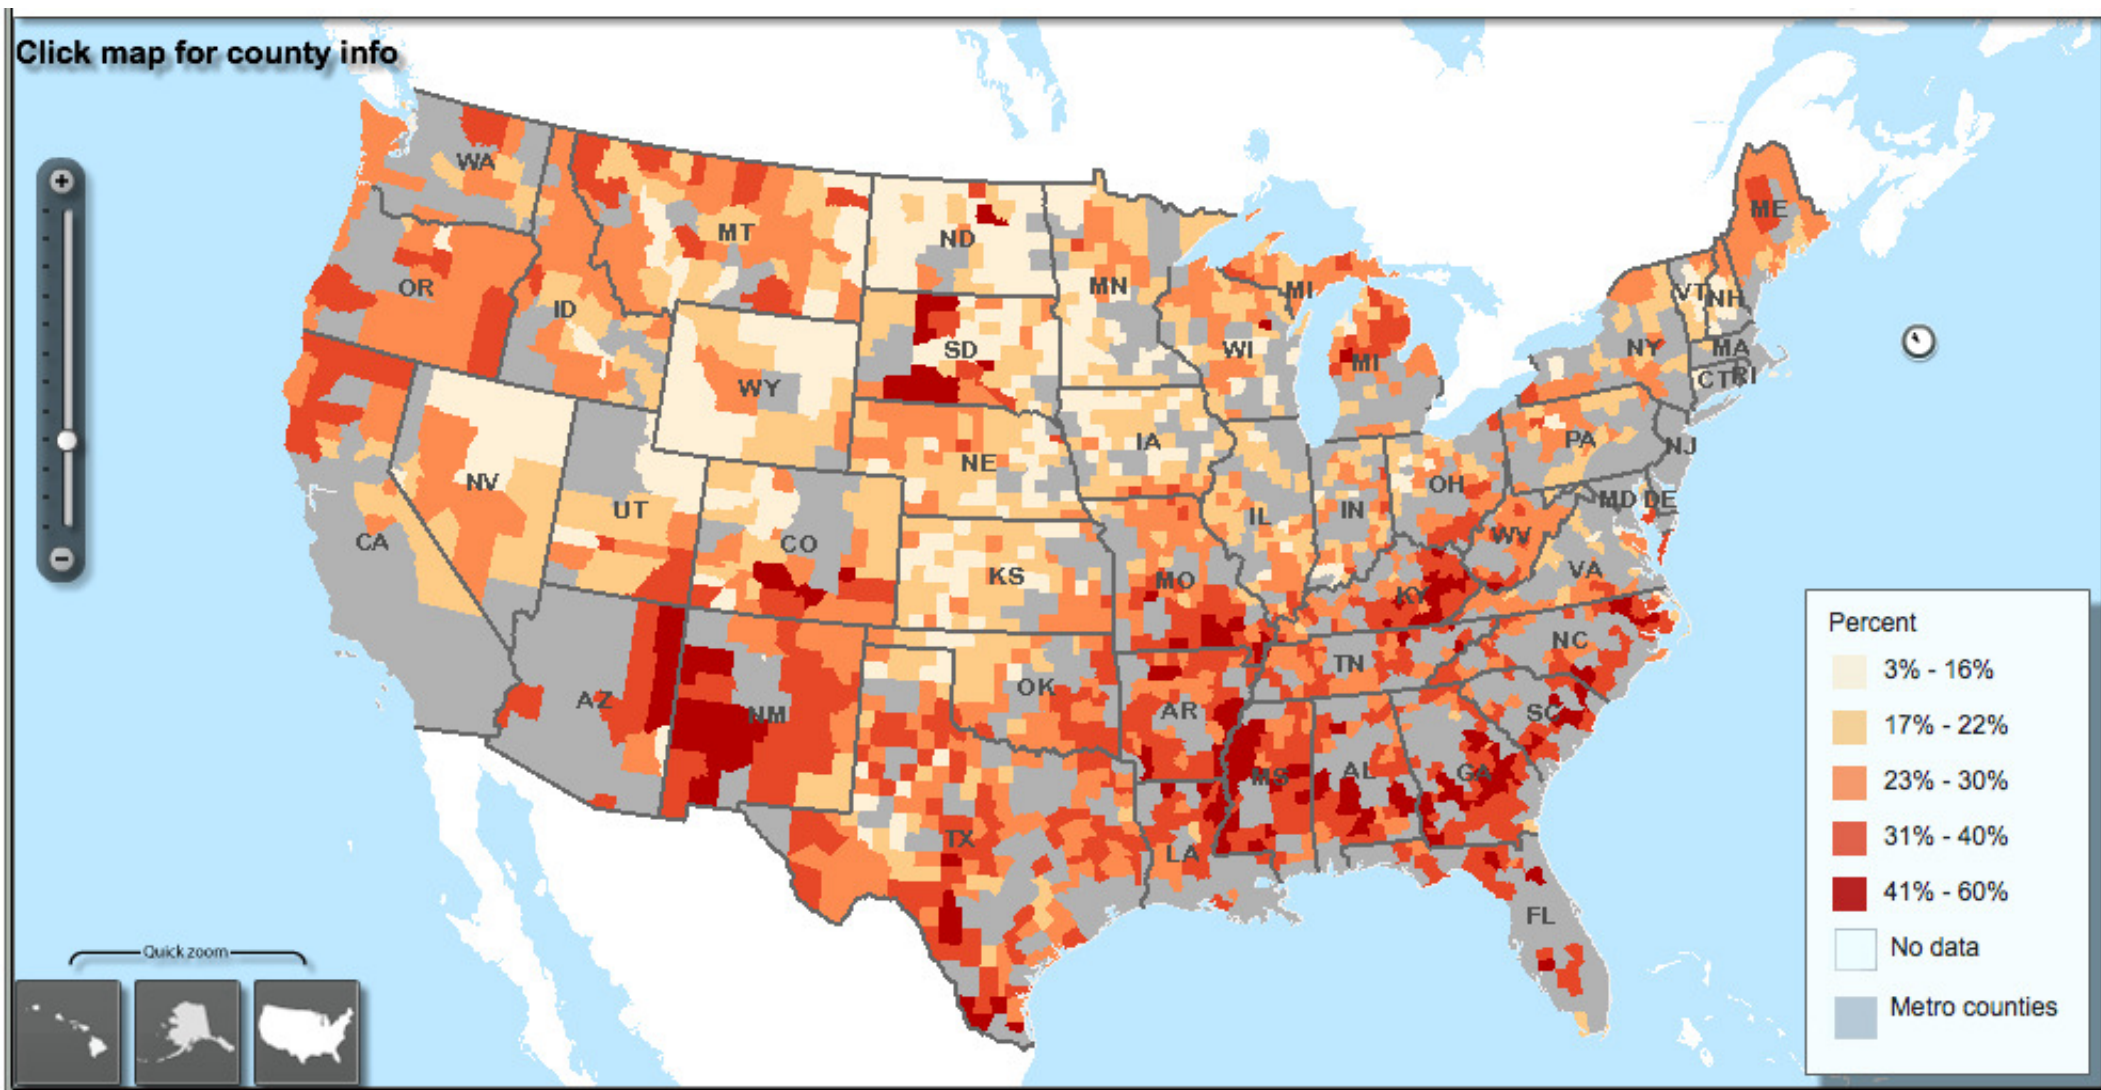 Click map for county info
+
−
WA
OR
ID
MT
ND
MN
SD
WY
NV
UT
CO
CA
AZ
NM
NE
KS
OK
TX
IA
WI
MI
MI
IL
IN
OH
MO
AR
LA
MS
AL
GA
FL
SC
NC
TN
KY
WV
VA
MD
DE
PA
NJ
NY
CT
RI
MA
VT
NH
ME
Percent
3% - 16%
17% - 22%
23% - 30%
31% - 40%
41% - 60%
No data
Metro counties
Quick zoom